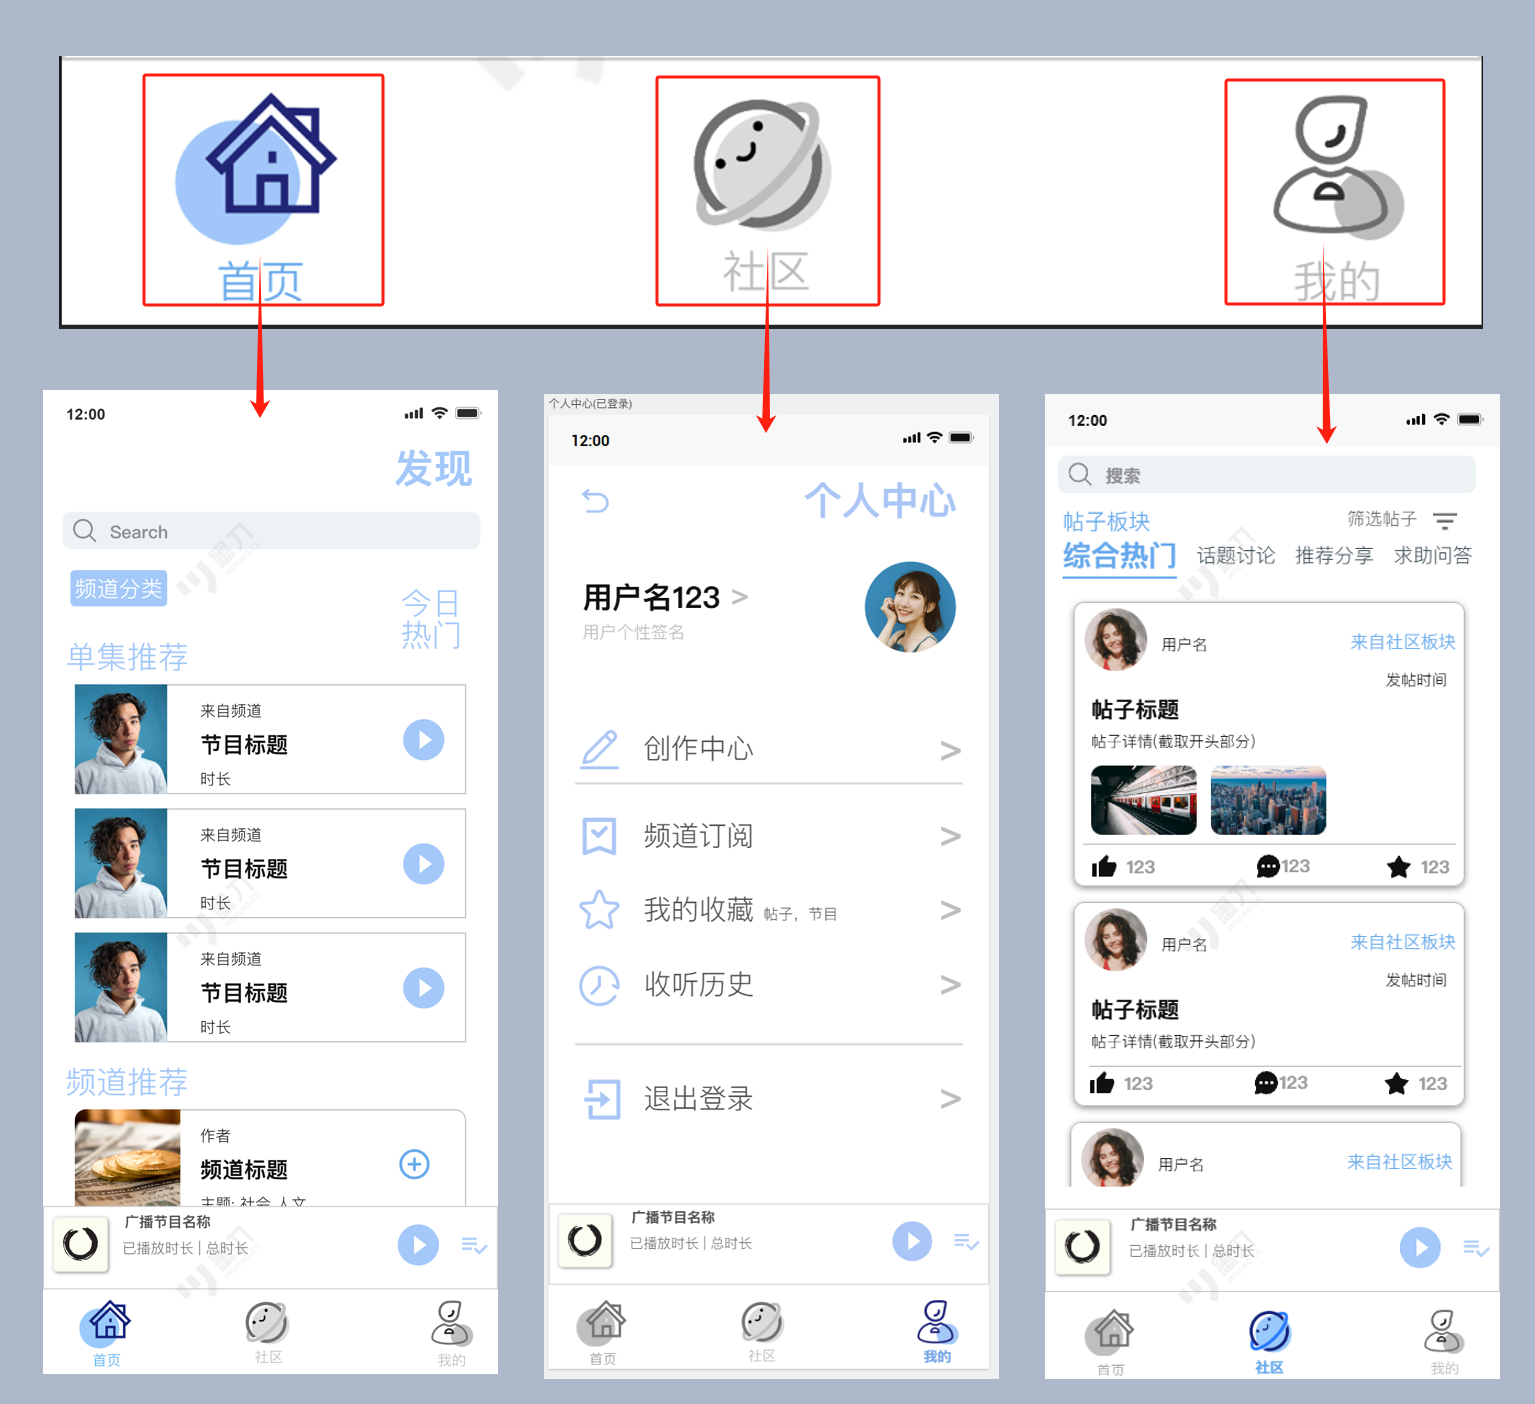 首页
社区
我的
12:00
发现
Search
频道分类
今日
热门
单集推荐
来自频道
节目标题
时长
来自频道
节目标题
时长
来自频道
节目标题
时长
频道推荐
作者
频道标题
主题: 社会 人文
广播节目名称
已播放时长 | 总时长
首页
社区
我的
个人中心(已登录)
12:00
个人中心
用户名123 >
用户个性签名
创作中心 >
频道订阅 >
我的收藏 帖子，节目 >
收听历史 >
退出登录 >
广播节目名称
已播放时长 | 总时长
首页
社区
我的
12:00
搜索
帖子板块
筛选帖子
综合热门 话题讨论 推荐分享 求助问答
用户名
来自社区板块
发帖时间
帖子标题
帖子详情(截取开头部分)
123 123 123
用户名
来自社区板块
发帖时间
帖子标题
帖子详情(截取开头部分)
123 123 123
用户名
来自社区板块
广播节目名称
已播放时长 | 总时长
首页
社区
我的
墨刀
MODAO.CC
墨刀
MODAO.CC
墨刀
MODAO.CC